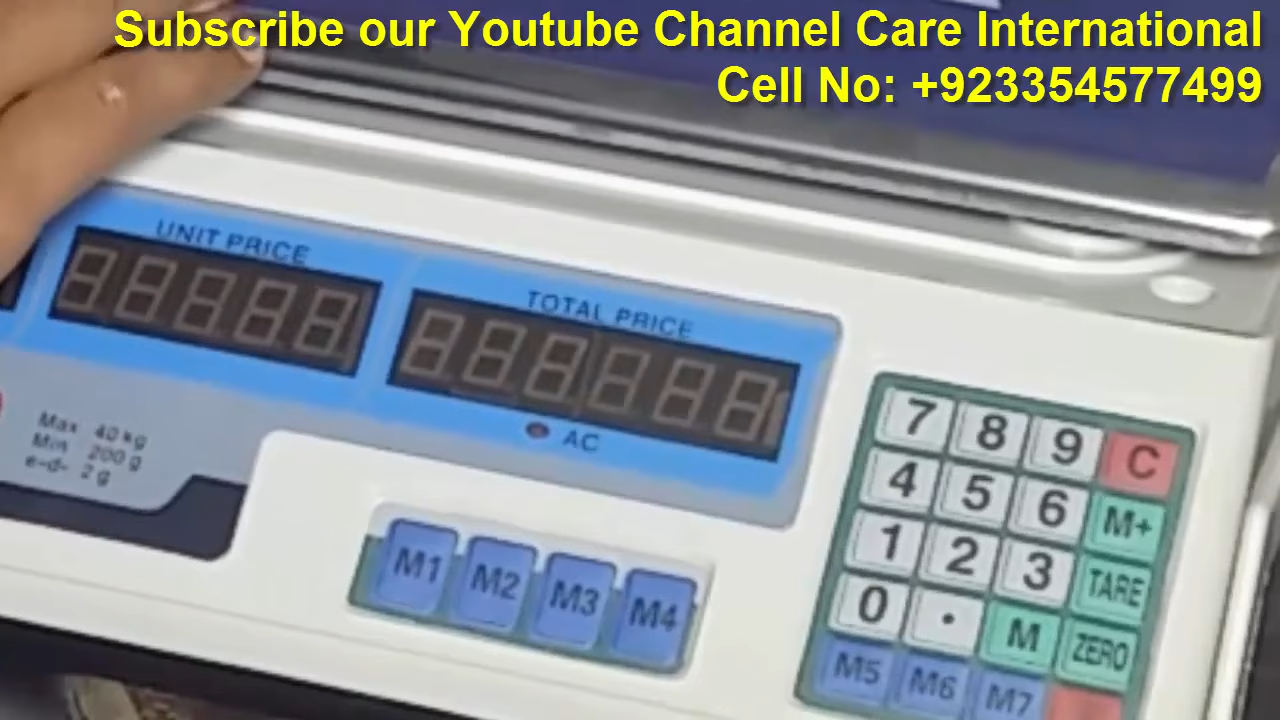 Subscribe our Youtube Channel Care International
Cell No: +923354577499
UNIT PRICE
TOTAL PRICE
AC
Max 40kg
Min 200g
e-d- 2g
M1 M2 M3 M4
7 8 9 C
4 5 6 M+
1 2 3 TARE
0 . M ZERO
M5 M6 M7